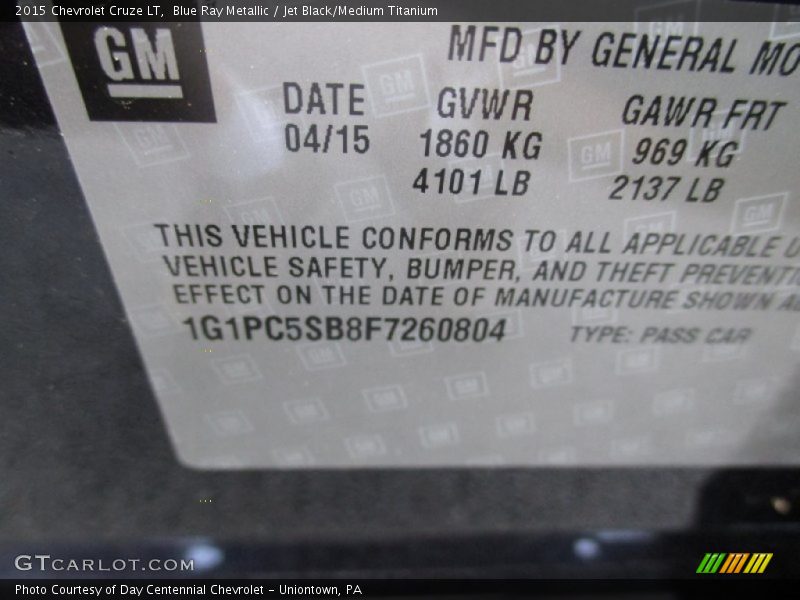 2015 Chevrolet Cruze LT, Blue Ray Metallic / Jet Black/Medium Titanium
GM
MFD BY GENERAL MO
DATE GVWR GAWR FRT
04/15 1860 KG 969 KG
4101 LB 2137 LB
THIS VEHICLE CONFORMS TO ALL APPLICABLE U
VEHICLE SAFETY, BUMPER, AND THEFT PREVENTI
EFFECT ON THE DATE OF MANUFACTURE SHOWN AB
1G1PC5SB8F7260804 TYPE: PASS CAR
GTCARLOT.COM
Photo Courtesy of Day Centennial Chevrolet - Uniontown, PA